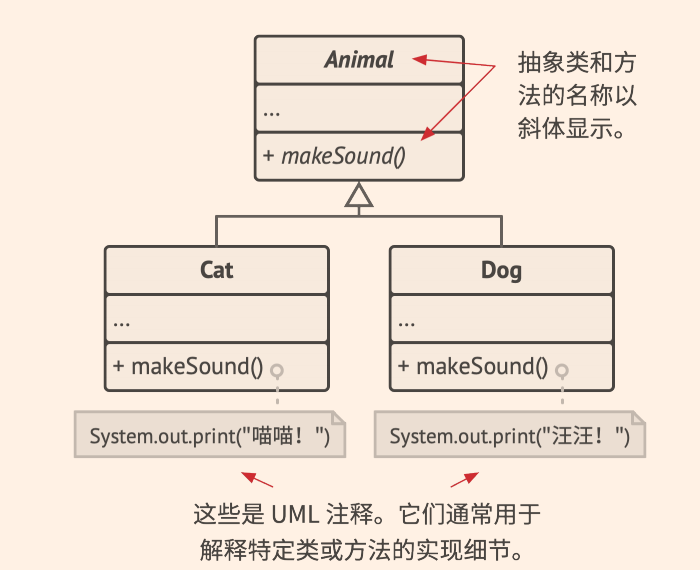 Animal
...
+ makeSound()
抽象类和方
法的名称以
斜体显示。
Cat
...
+ makeSound()
Dog
...
+ makeSound()
System.out.print("喵喵！")
System.out.print("汪汪！")
这些是 UML 注释。它们通常用于
解释特定类或方法的实现细节。